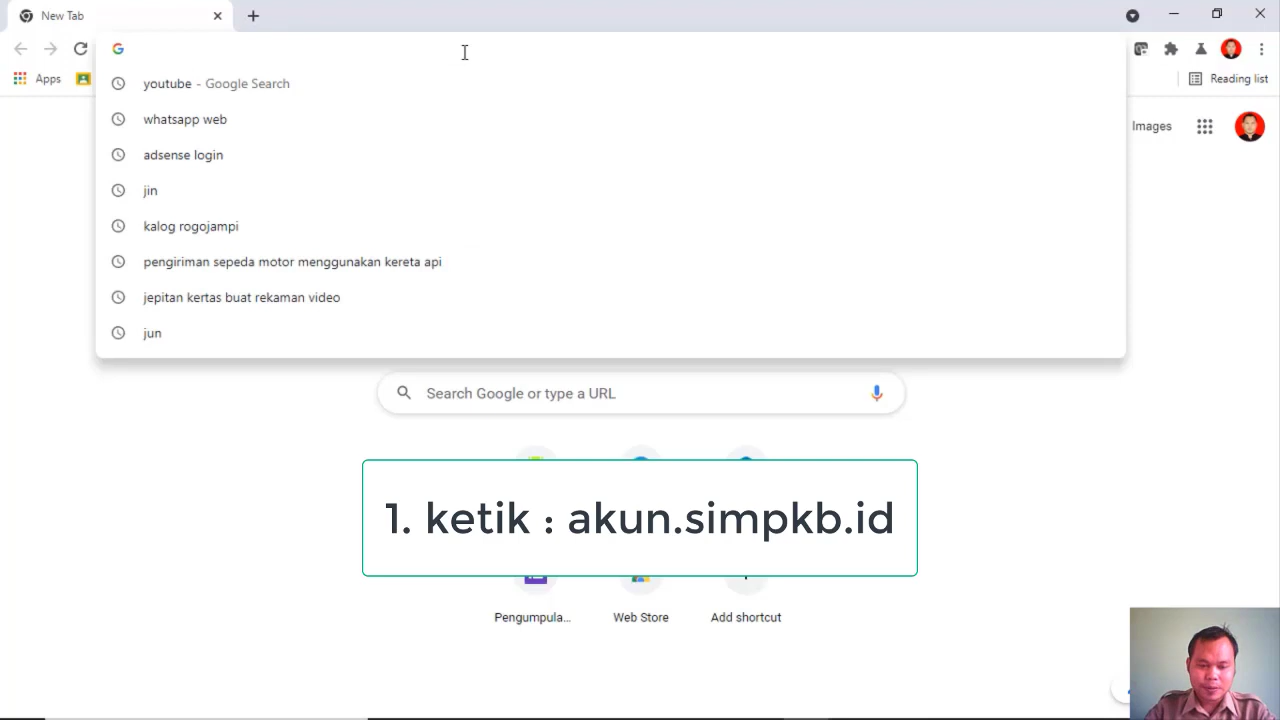 New Tab
Apps
Reading list
youtube - Google Search
whatsapp web
adsense login
jin
kalog rogojampi
pengiriman sepeda motor menggunakan kereta api
jepitan kertas buat rekaman video
jun
Images
Search Google or type a URL
1. ketik : akun.simpkb.id
Pengumpula...
Web Store
Add shortcut